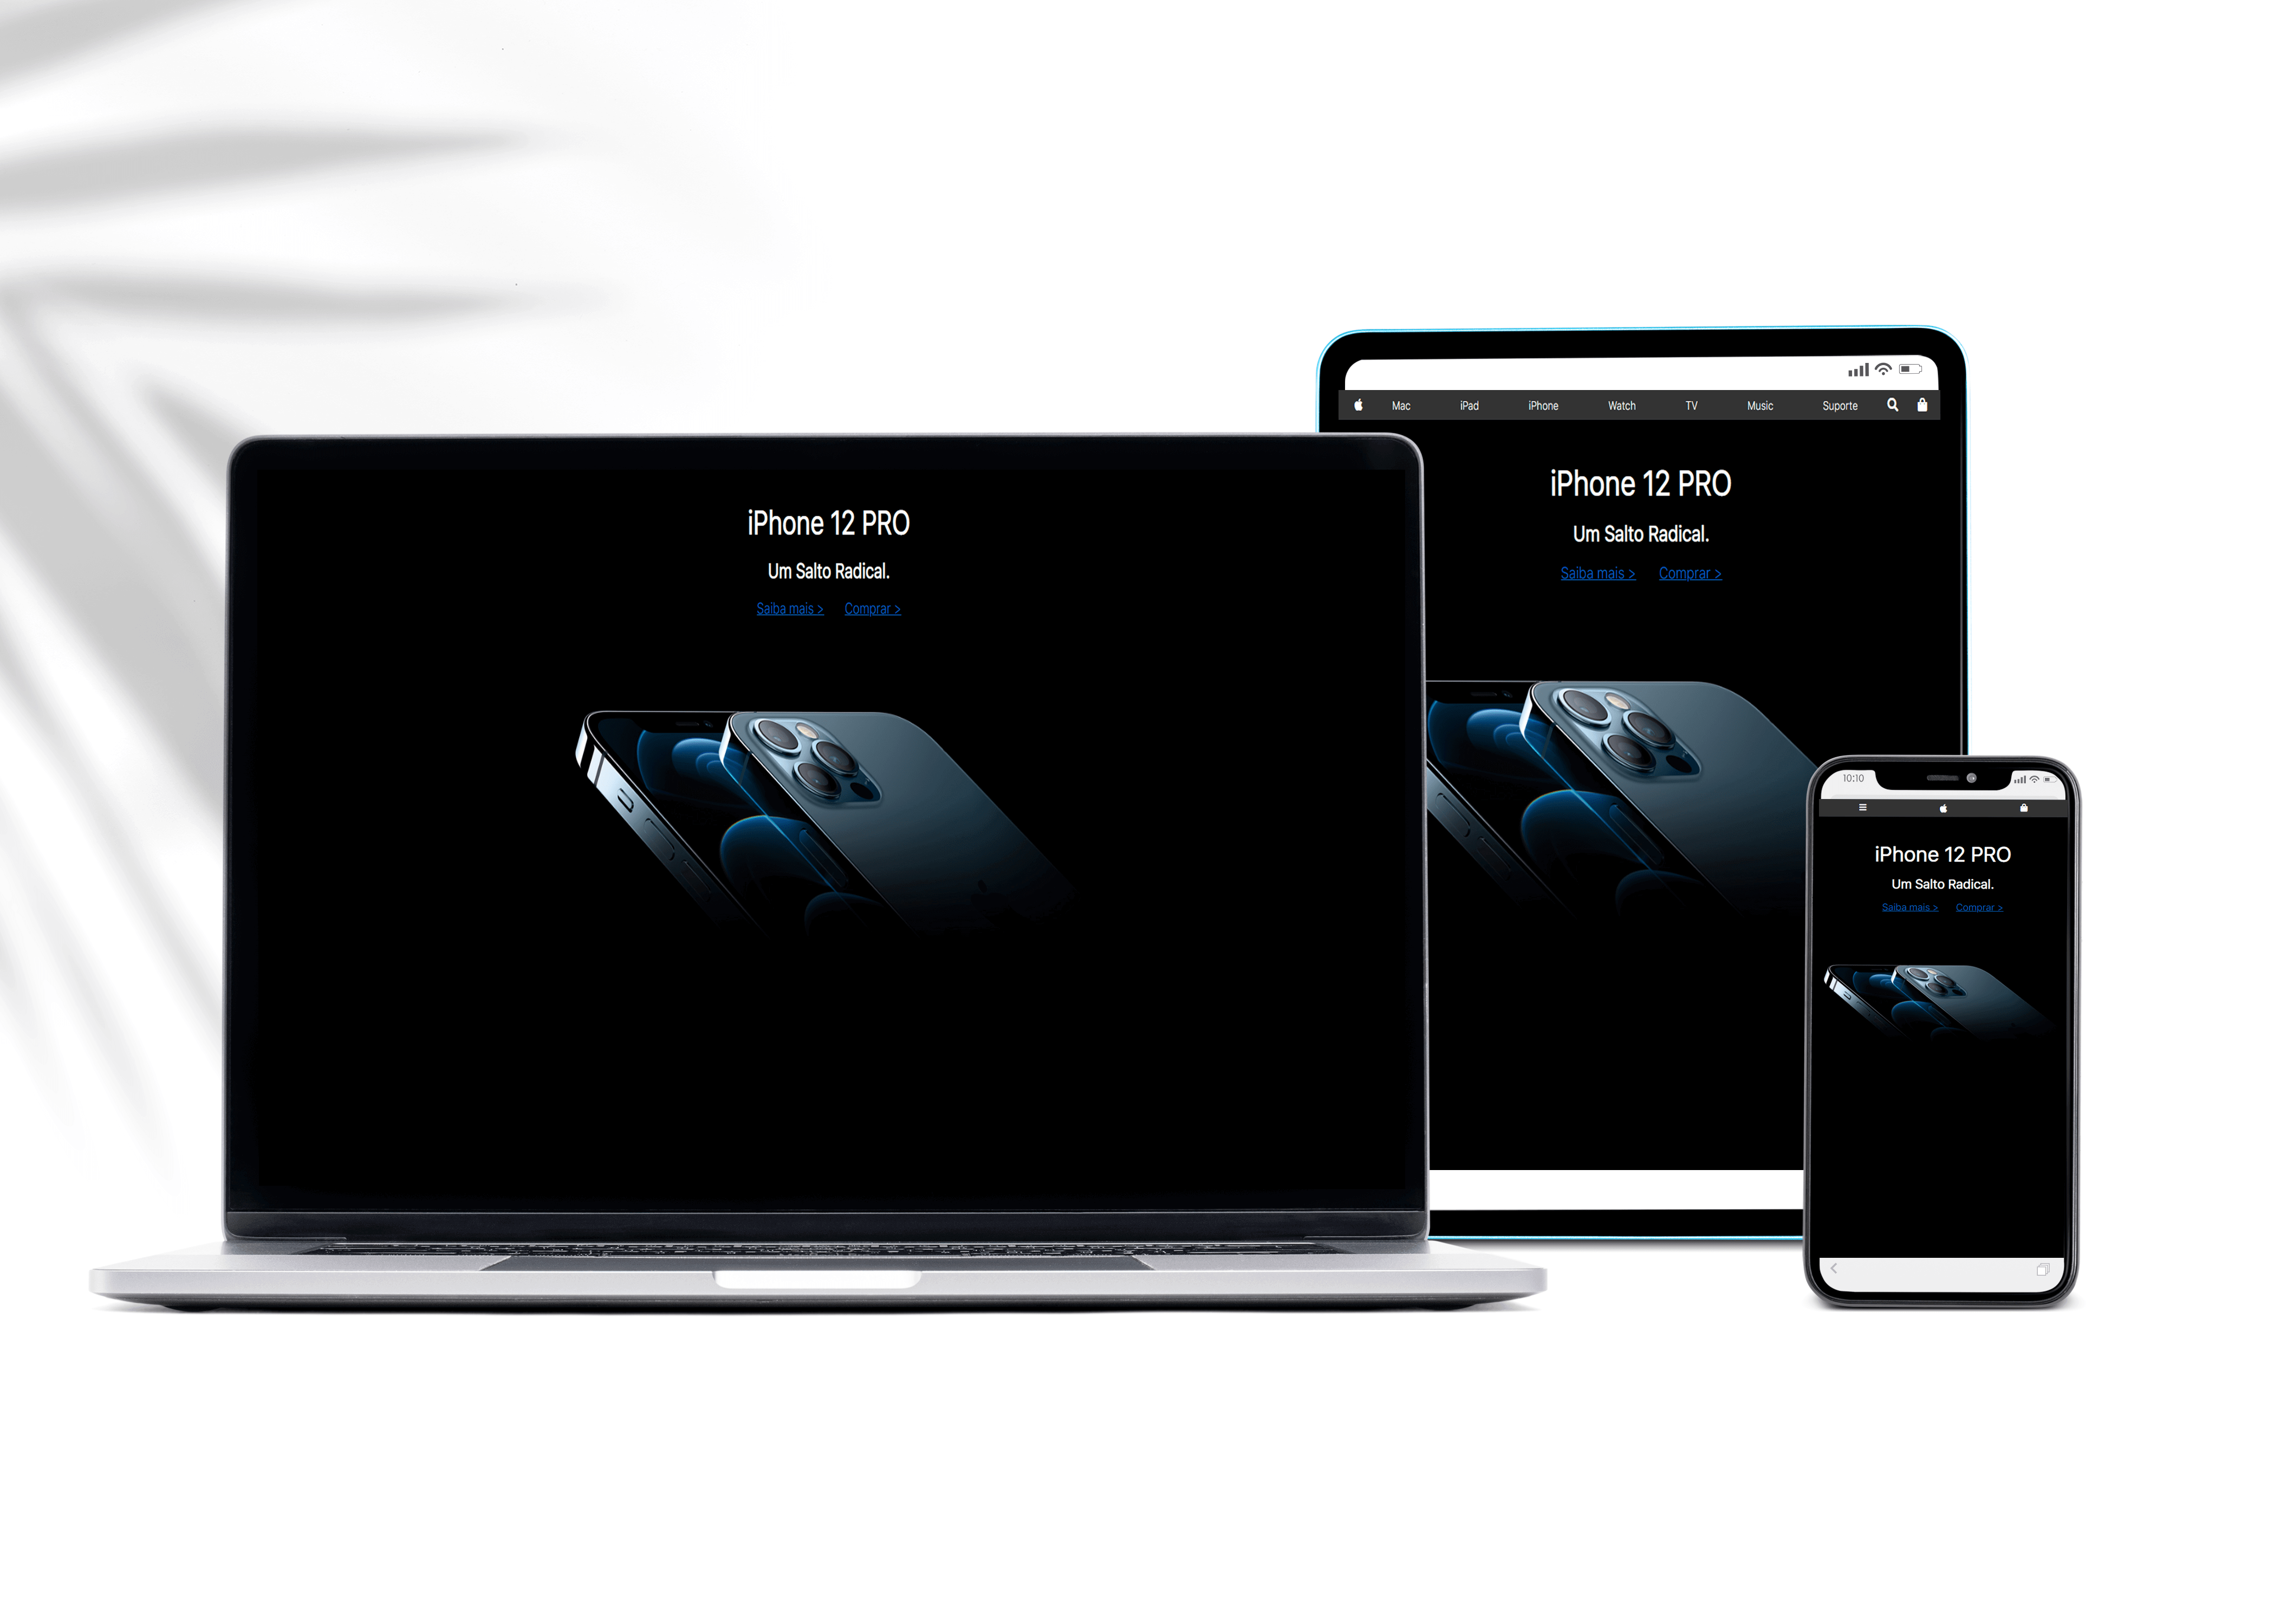 iPhone 12 PRO
Um Salto Radical.
Saiba mais > Comprar >
Mac iPad iPhone Watch TV Music Suporte
iPhone 12 PRO
Um Salto Radical.
Saiba mais > Comprar >
10:10
iPhone 12 PRO
Um Salto Radical.
Saiba mais > Comprar >